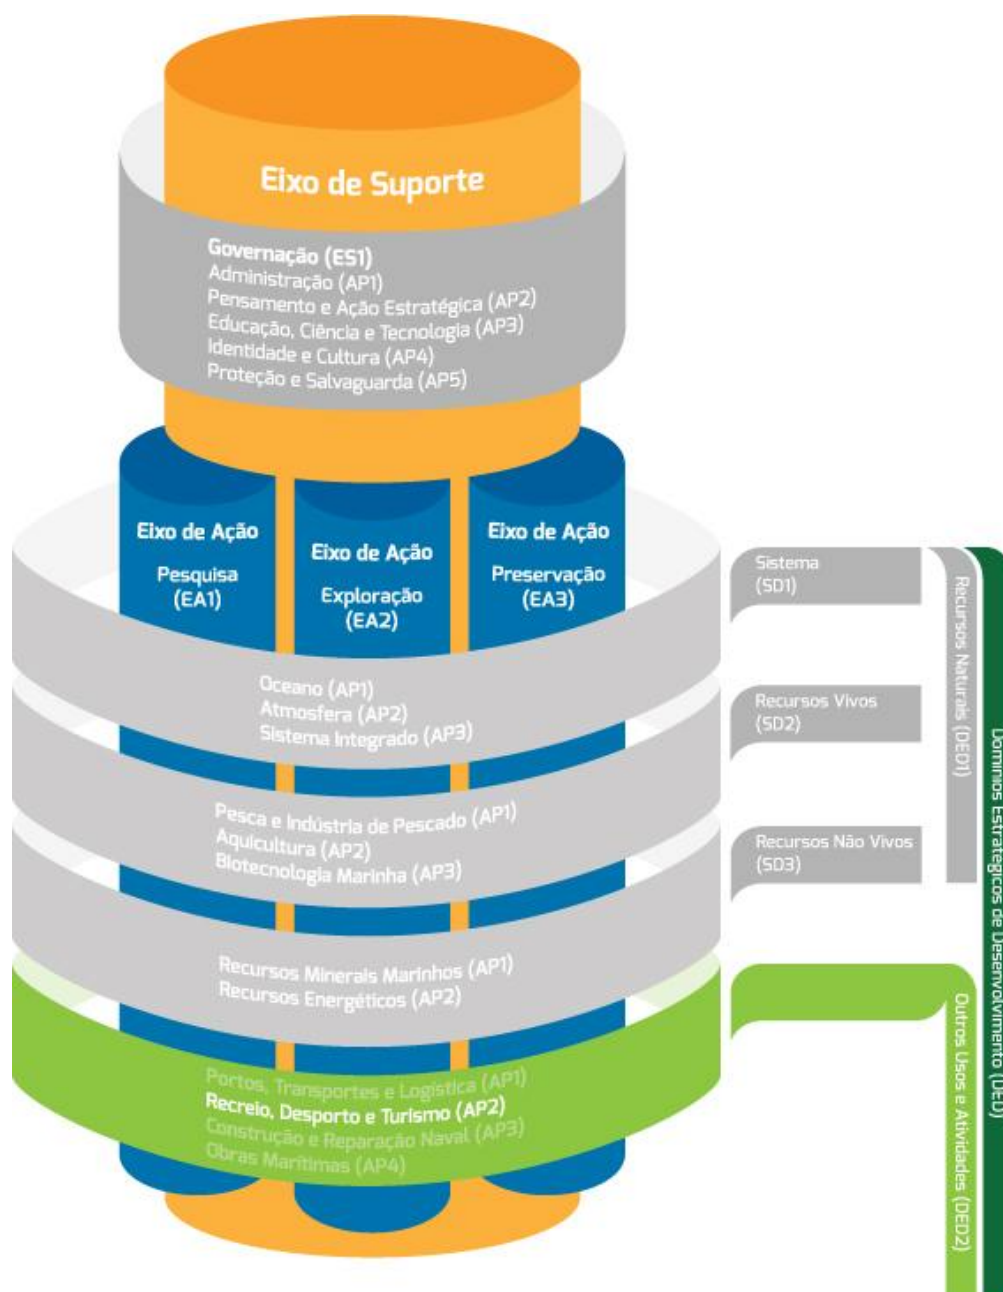 Eixo de Suporte
Governação (ES1)
Administração (AP1)
Pensamento e Ação Estratégica (AP2)
Educação, Ciência e Tecnologia (AP3)
Identidade e Cultura (AP4)
Proteção e Salvaguarda (AP5)
Eixo de Ação
Pesquisa
(EA1)
Eixo de Ação
Exploração
(EA2)
Eixo de Ação
Preservação
(EA3)
Oceano (AP1)
Atmosfera (AP2)
Sistema Integrado (AP3)
Sistema
(SD1)
Pesca e Indústria de Pescado (AP1)
Aquicultura (AP2)
Biotecnologia Marinha (AP3)
Recursos Vivos
(SD2)
Recursos Minerais Marinhos (AP1)
Recursos Energéticos (AP2)
Recursos Não Vivos
(SD3)
Portos, Transportes e Logística (AP1)
Recreio, Desporto e Turismo (AP2)
Construção e Reparação Naval (AP3)
Obras Marítimas (AP4)
Recursos Naturais (DED1)
Outros Usos e Atividades (DED2)
Domínios Estratégicos de Desenvolvimento (DED)